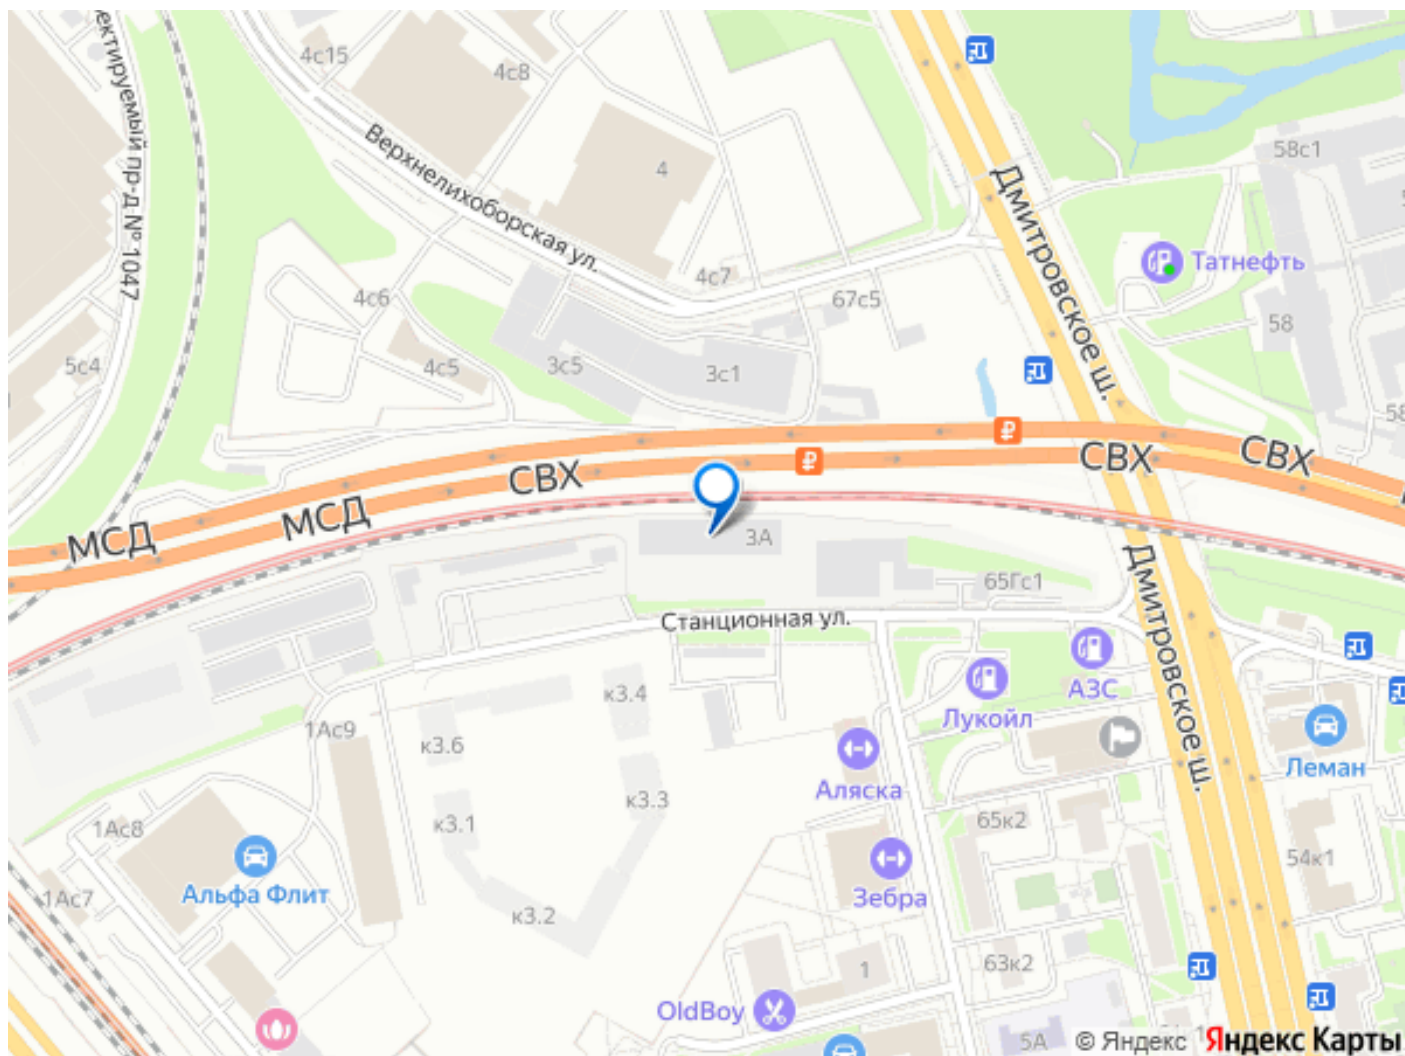 4с15
4с8
ектируемый пр-д № 1047
Верхнелихоборская ул.
4
58с1
Дмитровское ш.
Татнефть
4с7
4с6
67с5
58
5с4
4с5
3с5
3с1
СВХ
СВХ
СВХ
МСД
МСД
3А
65Гс1
Дмитровское ш.
Станционная ул.
АЗС
Лукойл
к3.4
1Ас9
к3.6
Леман
Аляска
к3.3
к3.1
1Ас8
65к2
54к1
Альфа Флит
1Ас7
Зебра
к3.2
63к2
1
OldBoy
5А
© Яндекс Яндекс Карты